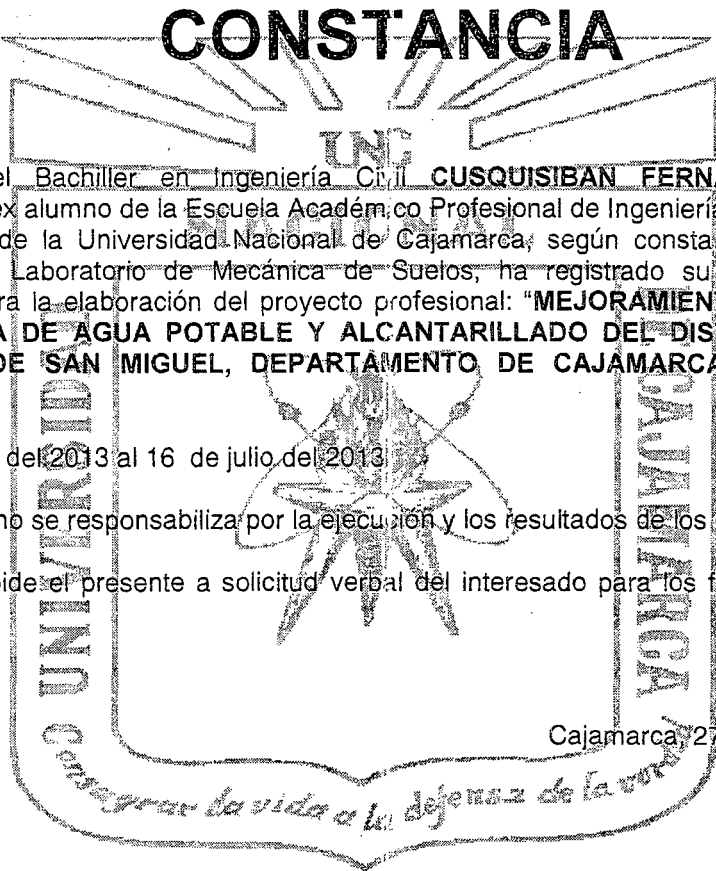 CONSTANCIA
UNC
el Bachiller en Ingeniería Civil CUSQUISIBAN FERN
ex alumno de la Escuela Académico Profesional de Ingenierí
de la Universidad Nacional de Cajamarca, según consta
NACIONAL
Laboratorio de Mecánica de Suelos, ha registrado su
ra la elaboración del proyecto profesional: "MEJORAMIEN
A DE AGUA POTABLE Y ALCANTARILLADO DEL DIS
DE SAN MIGUEL, DEPARTAMENTO DE CAJAMARCA
del 2013 al 16 de julio del 2013
no se responsabiliza por la ejecución y los resultados de los
ide el presente a solicitud verbal del interesado para los f
UNIVERSIDAD
DE CAJAMARCA
Cajamarca, 27
Consagrar la vida a la defensa de la verdad